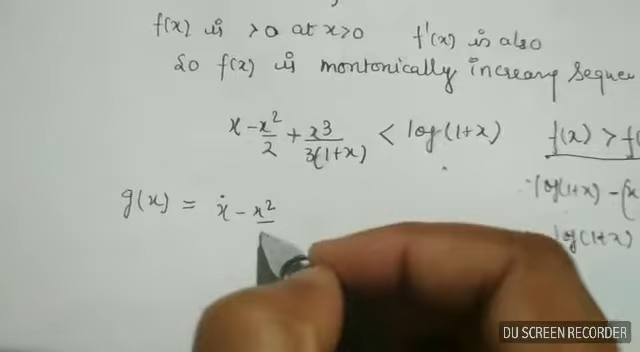 f(x) is >0 at x>0 f'(x) is also
So f(x) is montonically increasing Seque
x - x²/2 + x3/3(1+x) < log(1+x) f(x) > f(
log(1+x) - (x
g(x) = x - x²
log(1+x)
DU SCREEN RECORDER